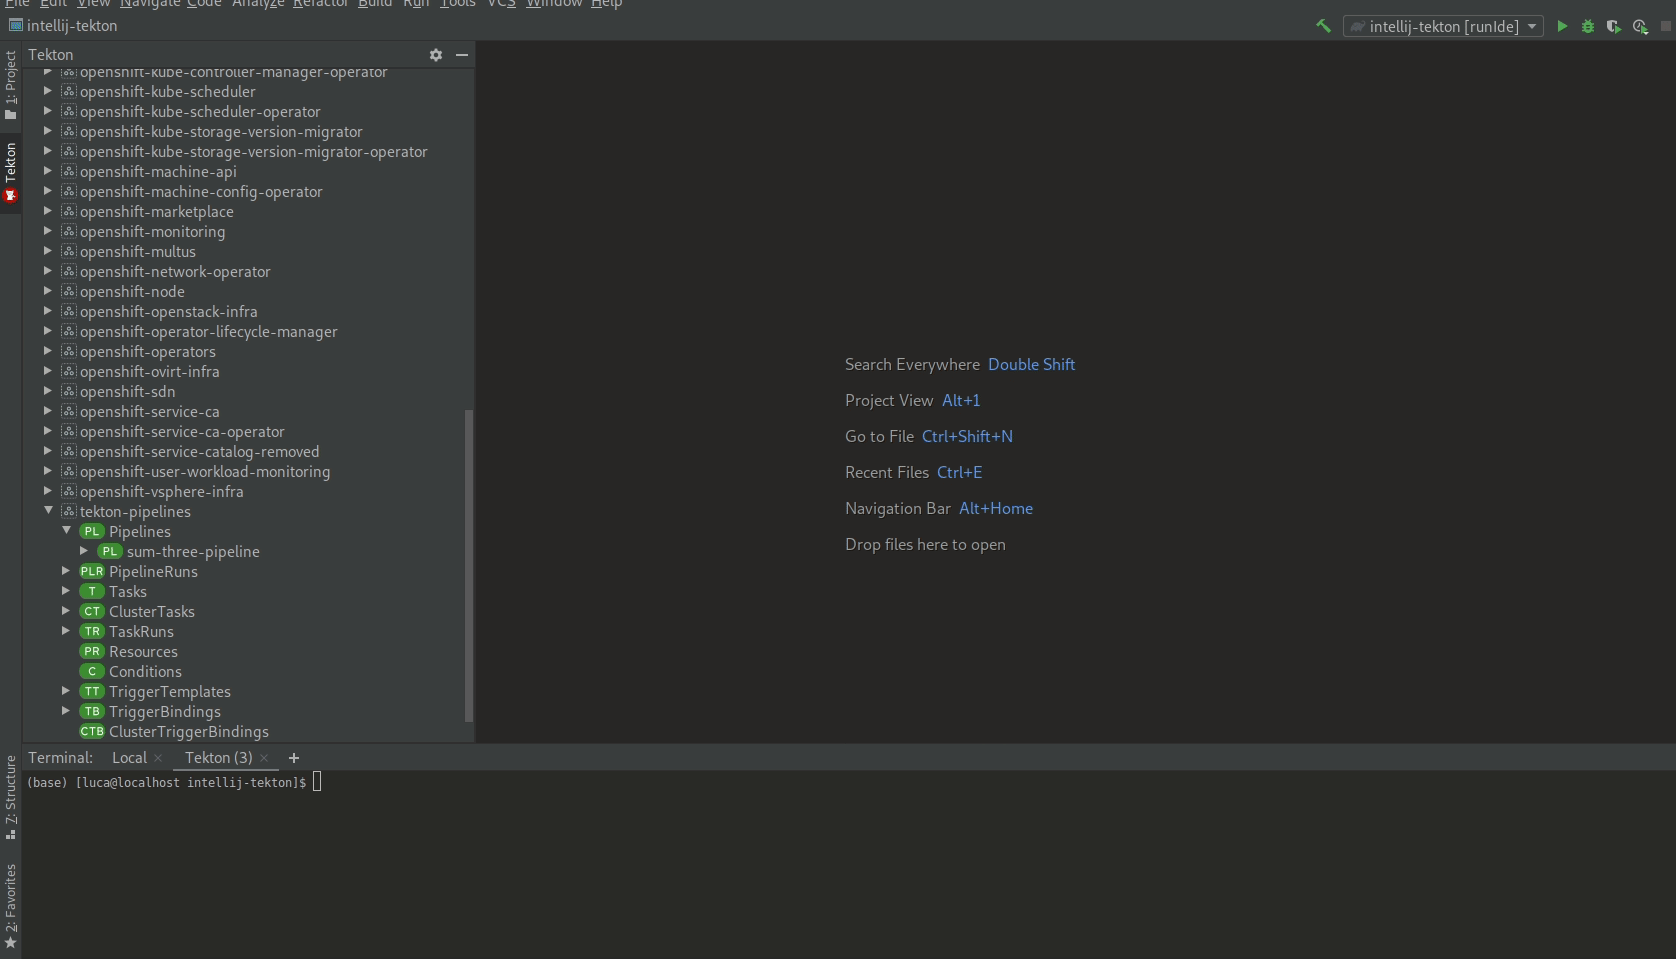 File Edit View Navigate Code Analyze Refactor Build Run Tools VCS Window Help
intellij-tekton
intellij-tekton [runIde]
1: Project
Tekton
Tekton
openshift-kube-controller-manager-operator
openshift-kube-scheduler
openshift-kube-scheduler-operator
openshift-kube-storage-version-migrator
openshift-kube-storage-version-migrator-operator
openshift-machine-api
openshift-machine-config-operator
openshift-marketplace
openshift-monitoring
openshift-multus
openshift-network-operator
openshift-node
openshift-openstack-infra
openshift-operator-lifecycle-manager
openshift-operators
openshift-ovirt-infra
openshift-sdn
openshift-service-ca
openshift-service-ca-operator
openshift-service-catalog-removed
openshift-user-workload-monitoring
openshift-vsphere-infra
tekton-pipelines
PL Pipelines
PL sum-three-pipeline
PLR PipelineRuns
T Tasks
CT ClusterTasks
TR TaskRuns
PR Resources
C Conditions
TT TriggerTemplates
TB TriggerBindings
CTB ClusterTriggerBindings
Search Everywhere Double Shift
Project View Alt+1
Go to File Ctrl+Shift+N
Recent Files Ctrl+E
Navigation Bar Alt+Home
Drop files here to open
7: Structure
2: Favorites
Terminal: Local × Tekton (3) × +
(base) [luca@localhost intellij-tekton]$